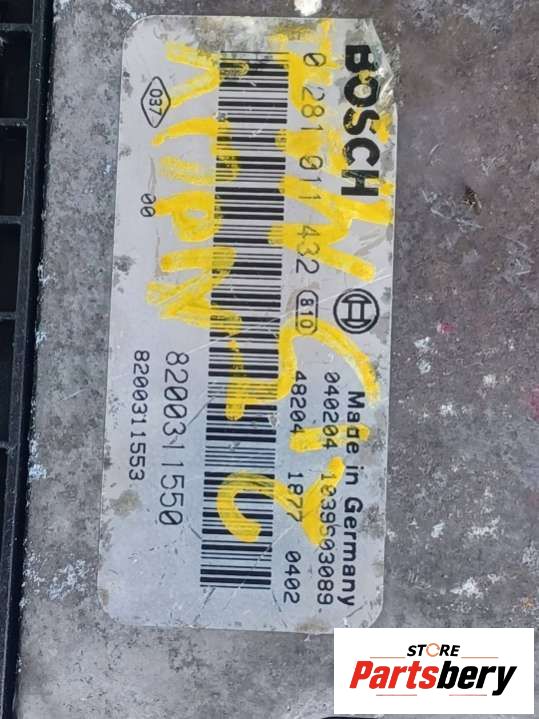 BOSCH
0 281 011 432 810
Made in Germany
040204 1039S03089
48204 1877 0402
8200311550
8200311553
037
00
STORE
Partsbery